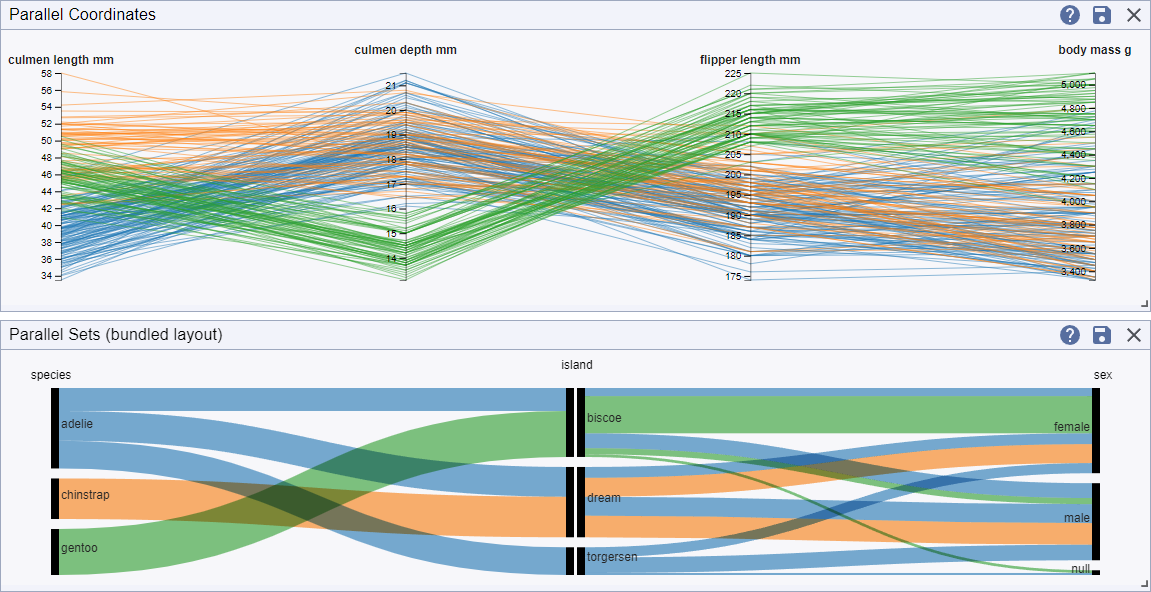 Parallel Coordinates
culmen length mm
culmen depth mm
flipper length mm
body mass g
58
56
54
52
50
48
46
44
42
40
38
36
34
21
20
19
18
17
16
15
14
225
220
215
210
205
200
195
190
185
180
175
5,000
4,800
4,600
4,400
4,200
4,000
3,800
3,600
3,400
Parallel Sets (bundled layout)
species
island
sex
adelie
chinstrap
gentoo
biscoe
dream
torgersen
female
male
null